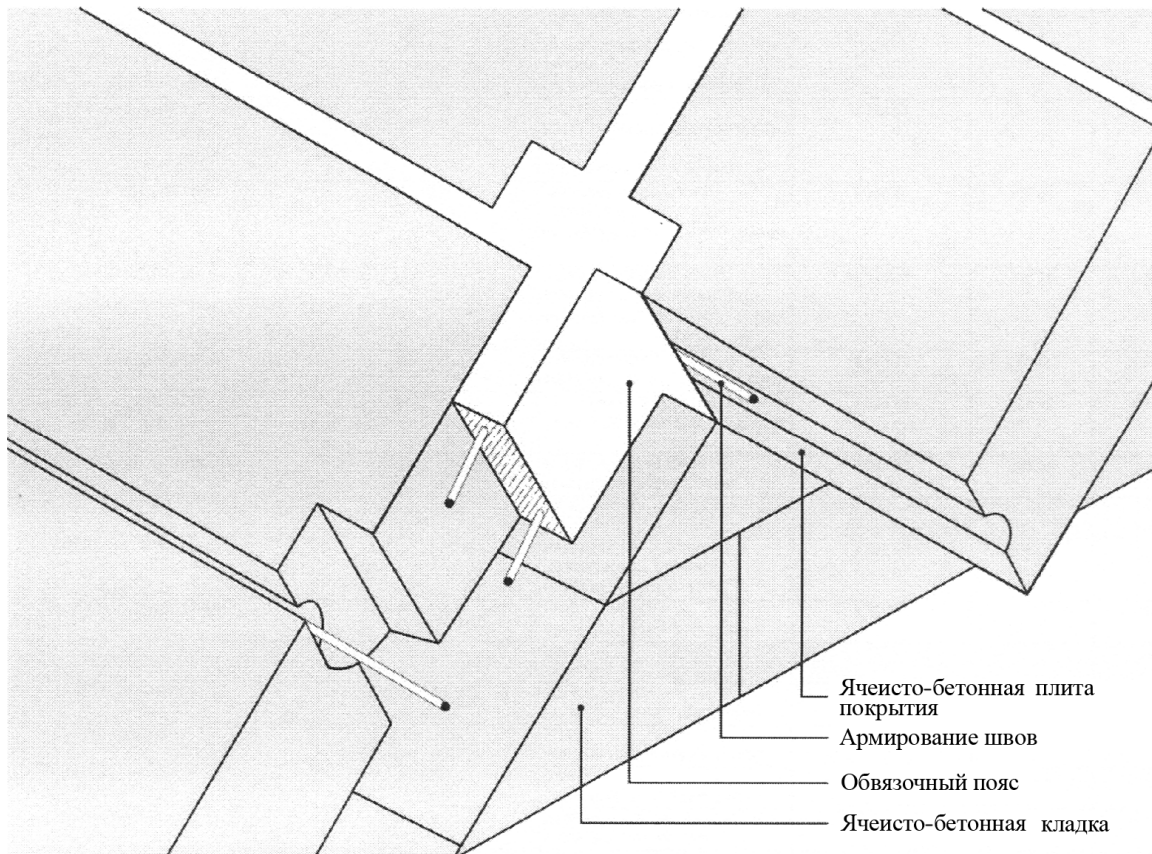 Ячеисто-бетонная плита
покрытия
Армирование швов
Обвязочный пояс
Ячеисто-бетонная кладка